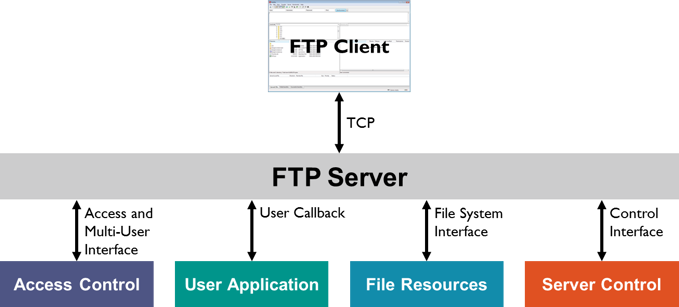 FTP Client
TCP
FTP Server
Access and
Multi-User
Interface
User Callback
File System
Interface
Control
Interface
Access Control
User Application
File Resources
Server Control